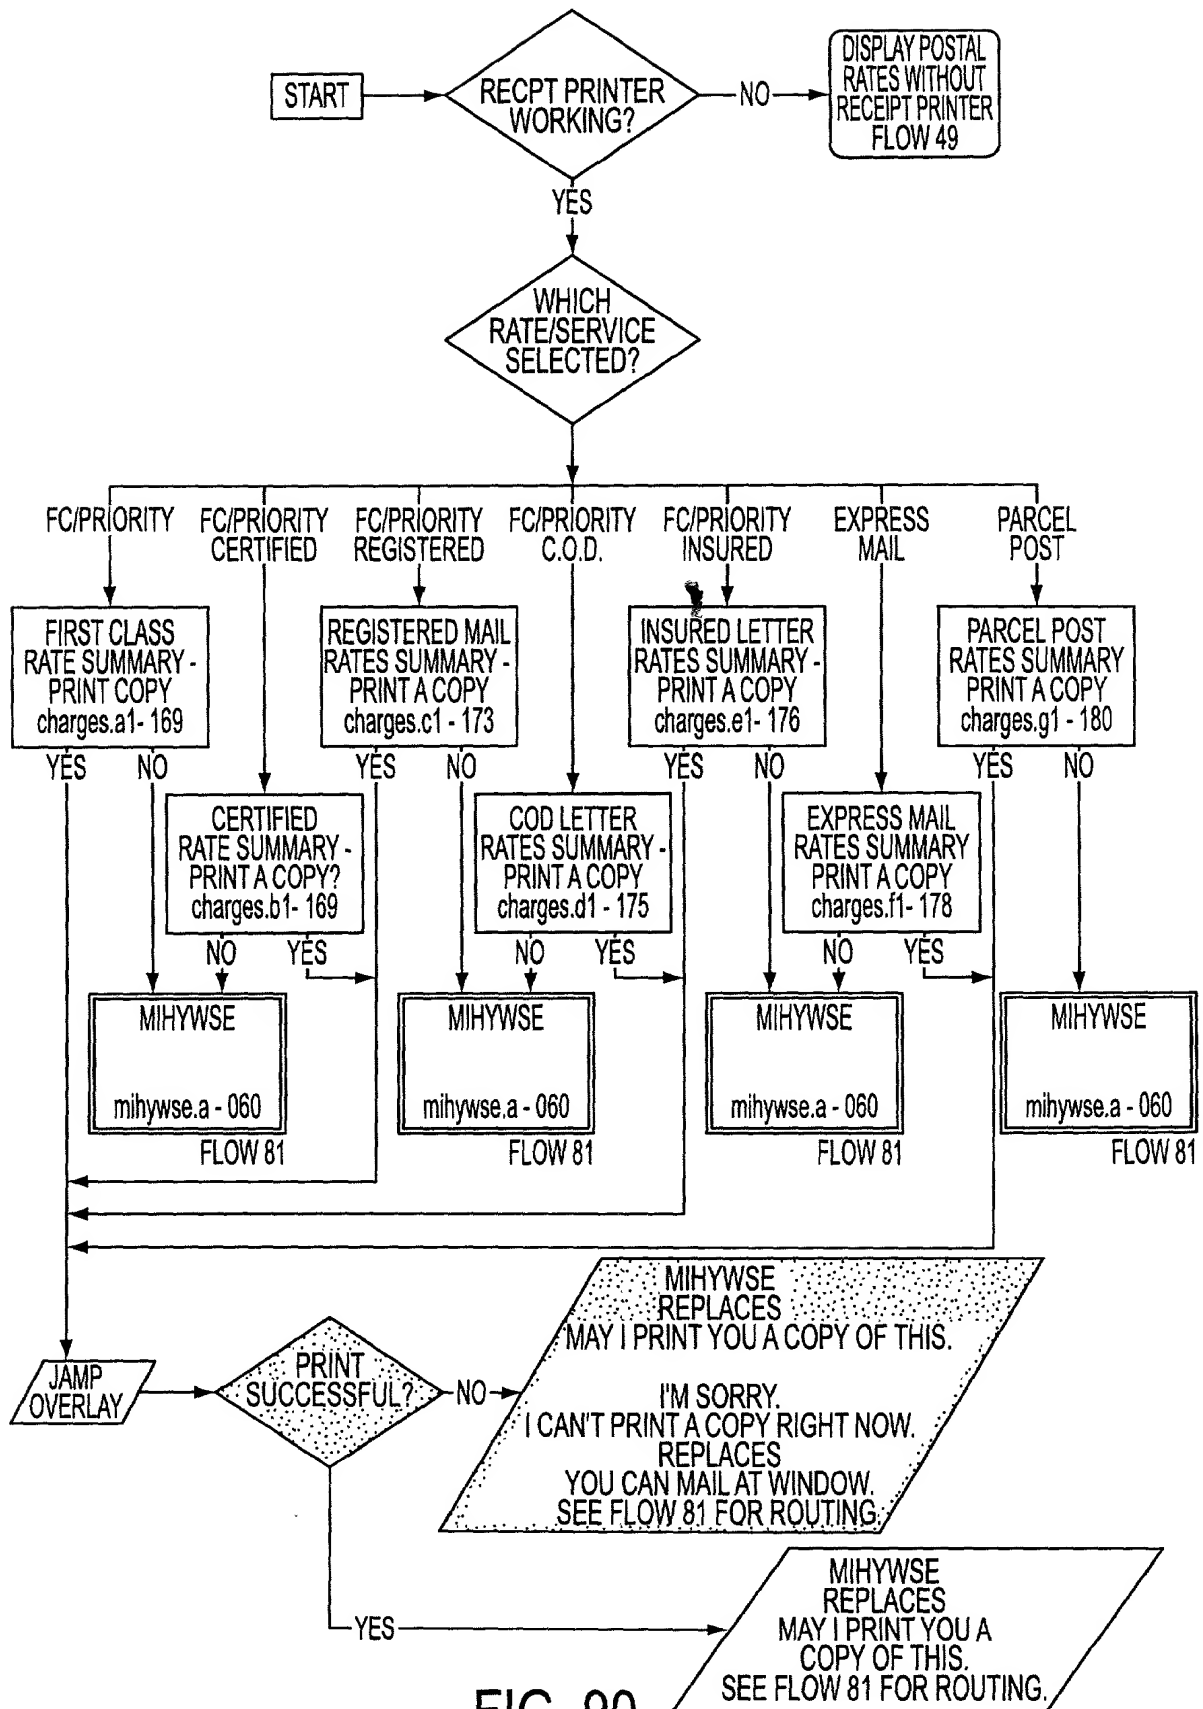 START
RECPT PRINTER
WORKING?
NO
DISPLAY POSTAL
RATES WITHOUT
RECEIPT PRINTER
FLOW 49
YES
WHICH
RATE/SERVICE
SELECTED?
FC/PRIORITY
FC/PRIORITY
CERTIFIED
FC/PRIORITY
REGISTERED
FC/PRIORITY
C.O.D.
FC/PRIORITY
INSURED
EXPRESS
MAIL
PARCEL
POST
FIRST CLASS
RATE SUMMARY -
PRINT COPY
charges.a1- 169
YES
NO
REGISTERED MAIL
RATES SUMMARY -
PRINT A COPY
charges.c1 - 173
YES
NO
INSURED LETTER
RATES SUMMARY -
PRINT A COPY
charges.e1- 176
YES
NO
PARCEL POST
RATES SUMMARY
PRINT A COPY
charges.g1 - 180
YES
NO
CERTIFIED
RATE SUMMARY -
PRINT A COPY?
charges.b1- 169
NO
YES
COD LETTER
RATES SUMMARY -
PRINT A COPY
charges.d1 - 175
NO
YES
EXPRESS MAIL
RATES SUMMARY
PRINT A COPY
charges.f1- 178
NO
YES
MIHYWSE
mihywse.a - 060
FLOW 81
MIHYWSE
mihywse.a - 060
FLOW 81
MIHYWSE
mihywse.a - 060
FLOW 81
MIHYWSE
mihywse.a - 060
FLOW 81
JAMP
OVERLAY
PRINT
SUCCESSFUL?
NO
MIHYWSE
REPLACES
MAY I PRINT YOU A COPY OF THIS.
I'M SORRY.
I CAN'T PRINT A COPY RIGHT NOW.
REPLACES
YOU CAN MAIL AT WINDOW.
SEE FLOW 81 FOR ROUTING.
YES
MIHYWSE
REPLACES
MAY I PRINT YOU A
COPY OF THIS.
SEE FLOW 81 FOR ROUTING.
FIG.